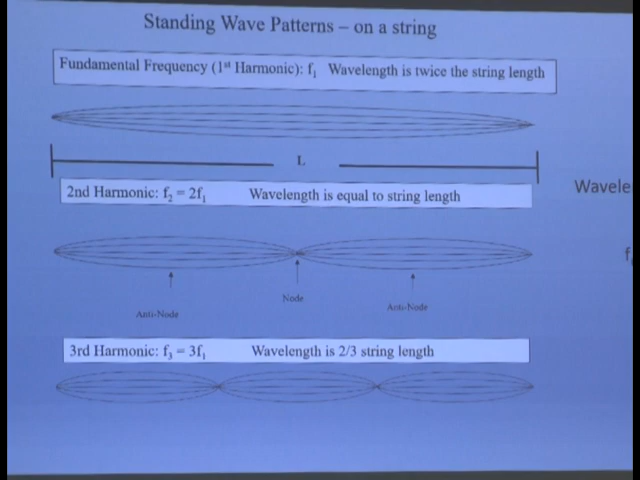 Standing Wave Patterns – on a string
Fundamental Frequency (1st Harmonic): f₁ Wavelength is twice the string length
L
2nd Harmonic: f₂ = 2f₁ Wavelength is equal to string length
Wavele
f
Anti-Node
Node
Anti-Node
3rd Harmonic: f₃ = 3f₁ Wavelength is 2/3 string length